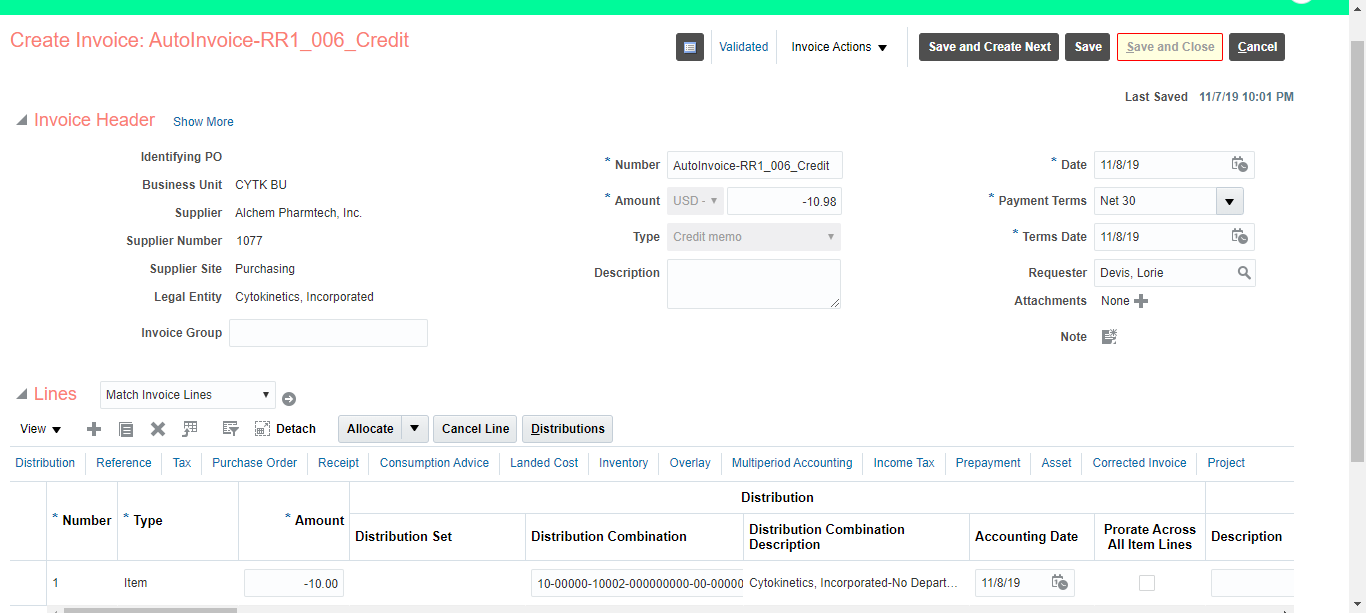 Create Invoice: AutoInvoice-RR1_006_Credit
Validated
Invoice Actions
Save and Create Next
Save
Save and Close
Cancel
Last Saved 11/7/19 10:01 PM
Invoice Header Show More
Identifying PO
Business Unit CYTK BU
Supplier Alchem Pharmtech, Inc.
Supplier Number 1077
Supplier Site Purchasing
Legal Entity Cytokinetics, Incorporated
Invoice Group
* Number AutoInvoice-RR1_006_Credit
* Amount USD - -10.98
Type Credit memo
Description
* Date 11/8/19
* Payment Terms Net 30
* Terms Date 11/8/19
Requester Devis, Lorie
Attachments None
Note
Lines Match Invoice Lines
View Detach Allocate Cancel Line Distributions
Distribution Reference Tax Purchase Order Receipt Consumption Advice Landed Cost Inventory Overlay Multiperiod Accounting Income Tax Prepayment Asset Corrected Invoice Project
* Number
* Type
* Amount
Distribution
Distribution Set
Distribution Combination
Distribution Combination
Description
Accounting Date
Prorate Across
All Item Lines
Description
1 Item -10.00 10-00000-10002-000000000-00-00000 Cytokinetics, Incorporated-No Depart... 11/8/19